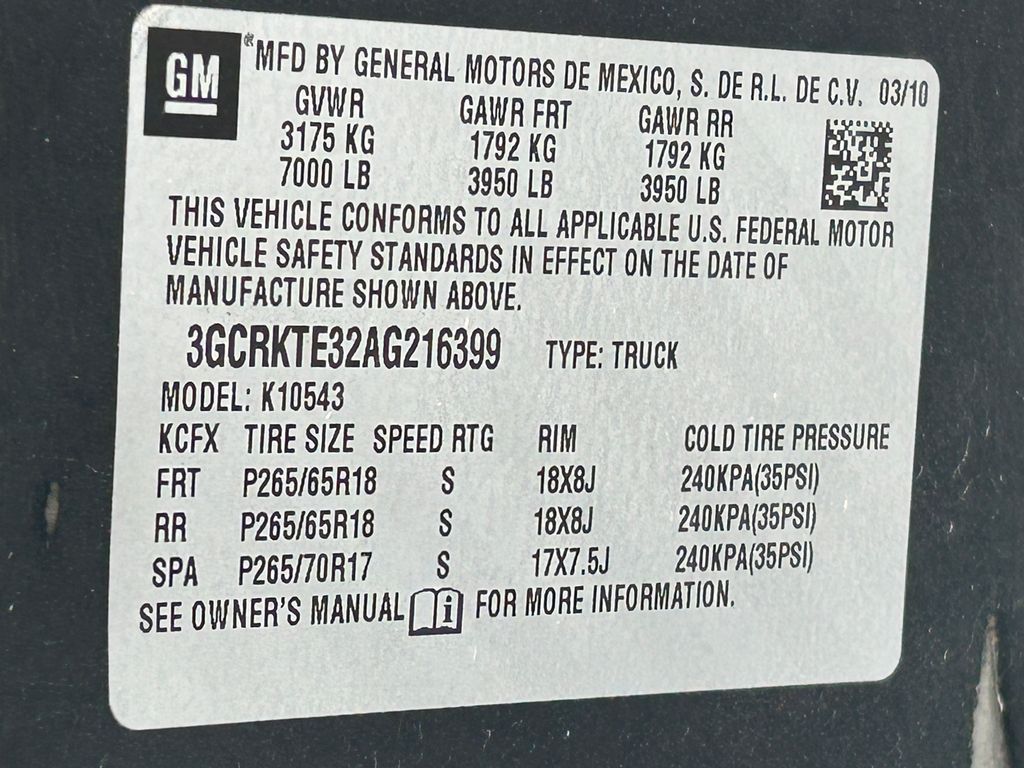 GM
MFD BY GENERAL MOTORS DE MEXICO, S. DE R.L. DE C.V. 03/10
GVWR GAWR FRT GAWR RR
3175 KG 1792 KG 1792 KG
7000 LB 3950 LB 3950 LB
THIS VEHICLE CONFORMS TO ALL APPLICABLE U.S. FEDERAL MOTOR
VEHICLE SAFETY STANDARDS IN EFFECT ON THE DATE OF
MANUFACTURE SHOWN ABOVE.
3GCRKTE32AG216399 TYPE: TRUCK
MODEL: K10543
KCFX TIRE SIZE SPEED RTG RIM COLD TIRE PRESSURE
FRT P265/65R18 S 18X8J 240KPA(35PSI)
RR P265/65R18 S 18X8J 240KPA(35PSI)
SPA P265/70R17 S 17X7.5J 240KPA(35PSI)
SEE OWNER'S MANUAL i FOR MORE INFORMATION.